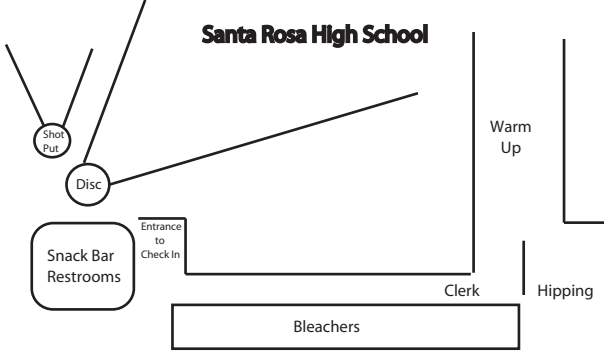 Santa Rosa High School
Shot
Put
Warm
Up
Disc
Entrance
to
Check In
Snack Bar
Restrooms
Clerk
Hipping
Bleachers